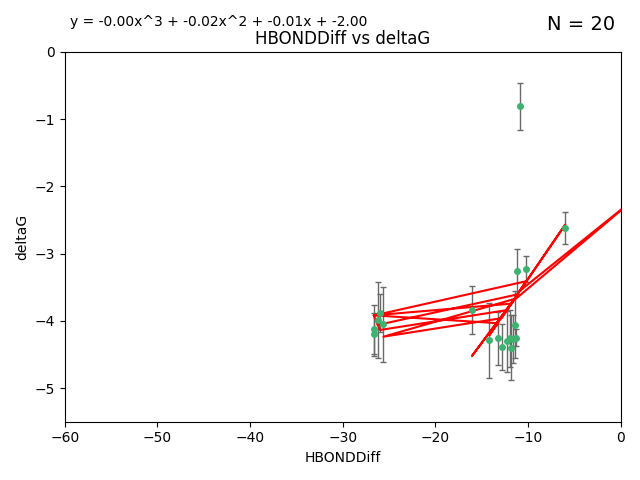 y = -0.00x^3 + -0.02x^2 + -0.01x + -2.00
N = 20
HBONDDiff vs deltaG
0
−1
−2
−3
−4
−5
deltaG
−60 −50 −40 −30 −20 −10 0
HBONDDiff